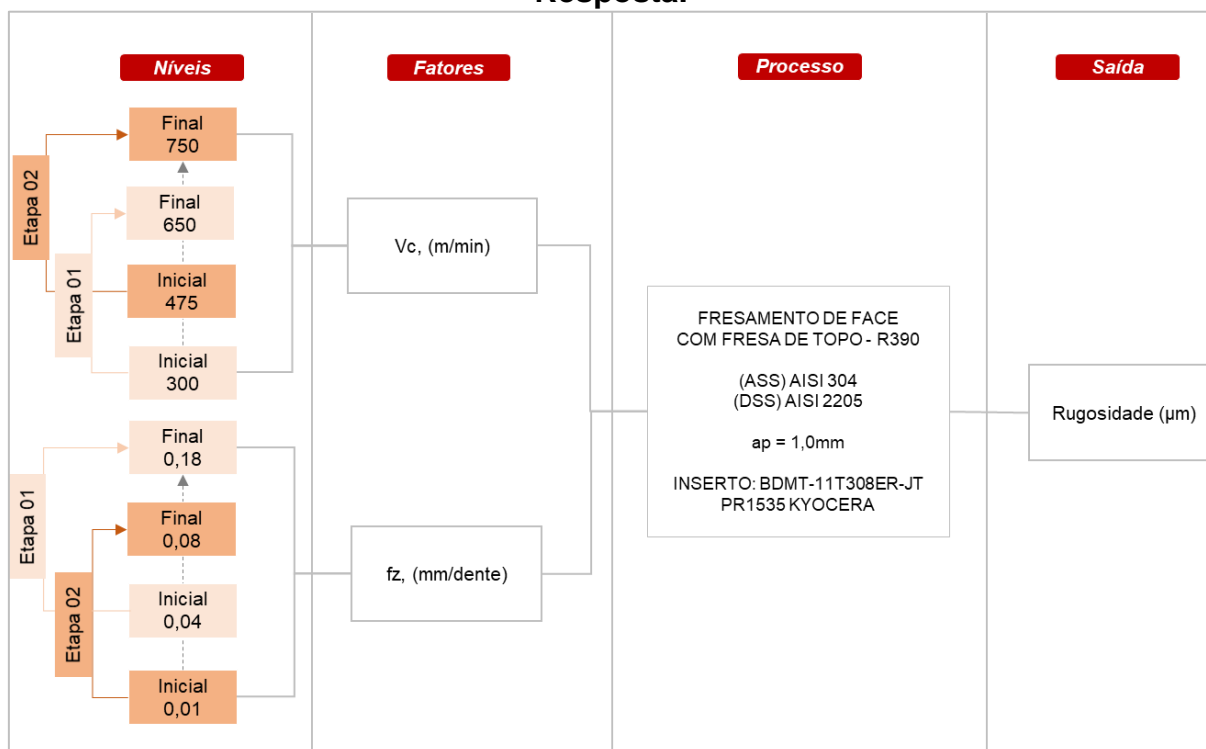 Resposta.
Níveis
Fatores
Processo
Saída
Etapa 02
Etapa 01
Final
750
Final
650
Inicial
475
Inicial
300
Etapa 01
Etapa 02
Final
0,18
Final
0,08
Inicial
0,04
Inicial
0,01
Vc, (m/min)
fz, (mm/dente)
FRESAMENTO DE FACE
COM FRESA DE TOPO - R390
(ASS) AISI 304
(DSS) AISI 2205
ap = 1,0mm
INSERTO: BDMT-11T308ER-JT
PR1535 KYOCERA
Rugosidade (µm)